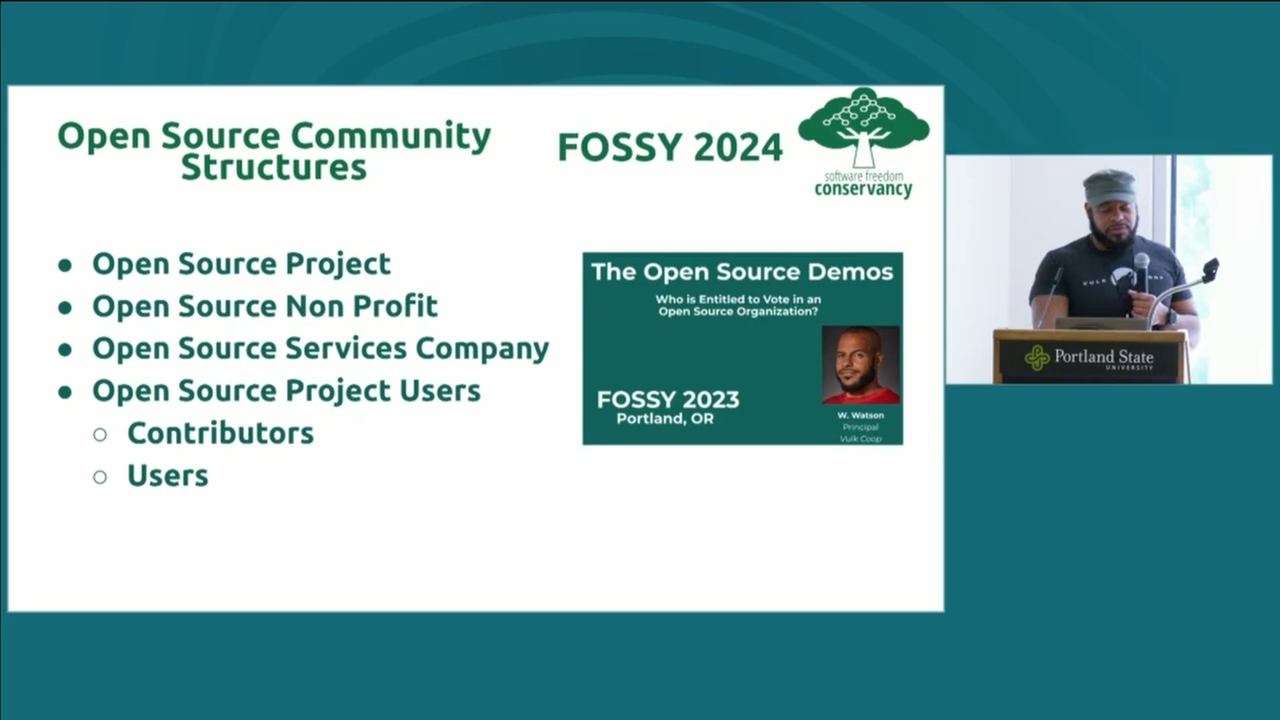 Open Source Community
Structures
FOSSY 2024
software freedom
conservancy
● Open Source Project
● Open Source Non Profit
● Open Source Services Company
● Open Source Project Users
○ Contributors
○ Users
The Open Source Demos
Who is Entitled to Vote in an
Open Source Organization?
FOSSY 2023
Portland, OR
W. Watson
Principal
Vulk Coop
Portland State
UNIVERSITY